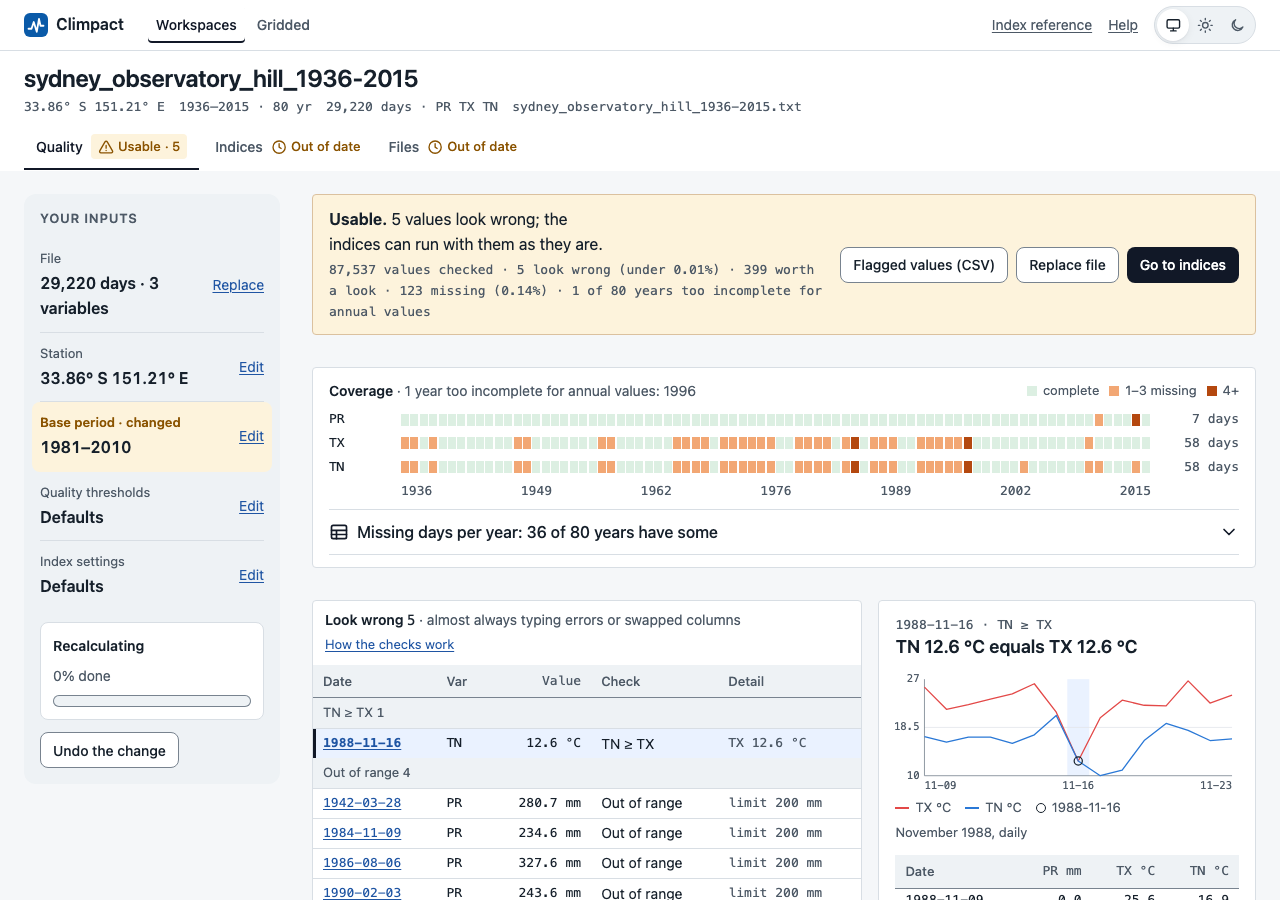 Climpact
Workspaces
Gridded
Index reference
Help
sydney_observatory_hill_1936-2015
33.86° S 151.21° E 1936–2015 · 80 yr 29,220 days · PR TX TN sydney_observatory_hill_1936-2015.txt
Quality
Usable · 5
Indices
Out of date
Files
Out of date
YOUR INPUTS
File
29,220 days · 3
variables
Replace
Station
33.86° S 151.21° E
Edit
Base period · changed
1981–2010
Edit
Quality thresholds
Defaults
Edit
Index settings
Defaults
Edit
Recalculating
0% done
Undo the change
Usable. 5 values look wrong; the
indices can run with them as they are.
87,537 values checked · 5 look wrong (under 0.01%) · 399 worth
a look · 123 missing (0.14%) · 1 of 80 years too incomplete for
annual values
Flagged values (CSV)
Replace file
Go to indices
Coverage · 1 year too incomplete for annual values: 1996
complete
1–3 missing
4+
PR
7 days
TX
58 days
TN
58 days
1936 1949 1962 1976 1989 2002 2015
Missing days per year: 36 of 80 years have some
Look wrong 5 · almost always typing errors or swapped columns
How the checks work
Date Var Value Check Detail
TN ≥ TX 1
1988-11-16 TN 12.6 °C TN ≥ TX TX 12.6 °C
Out of range 4
1942-03-28 PR 280.7 mm Out of range limit 200 mm
1984-11-09 PR 234.6 mm Out of range limit 200 mm
1986-08-06 PR 327.6 mm Out of range limit 200 mm
1990-02-03 PR 243.6 mm Out of range limit 200 mm
1988-11-16 · TN ≥ TX
TN 12.6 °C equals TX 12.6 °C
27
18.5
10
11-09 11-16 11-23
TX °C TN °C 1988-11-16
November 1988, daily
Date PR mm TX °C TN °C
1988-11-09 0.0 25.6 16.9